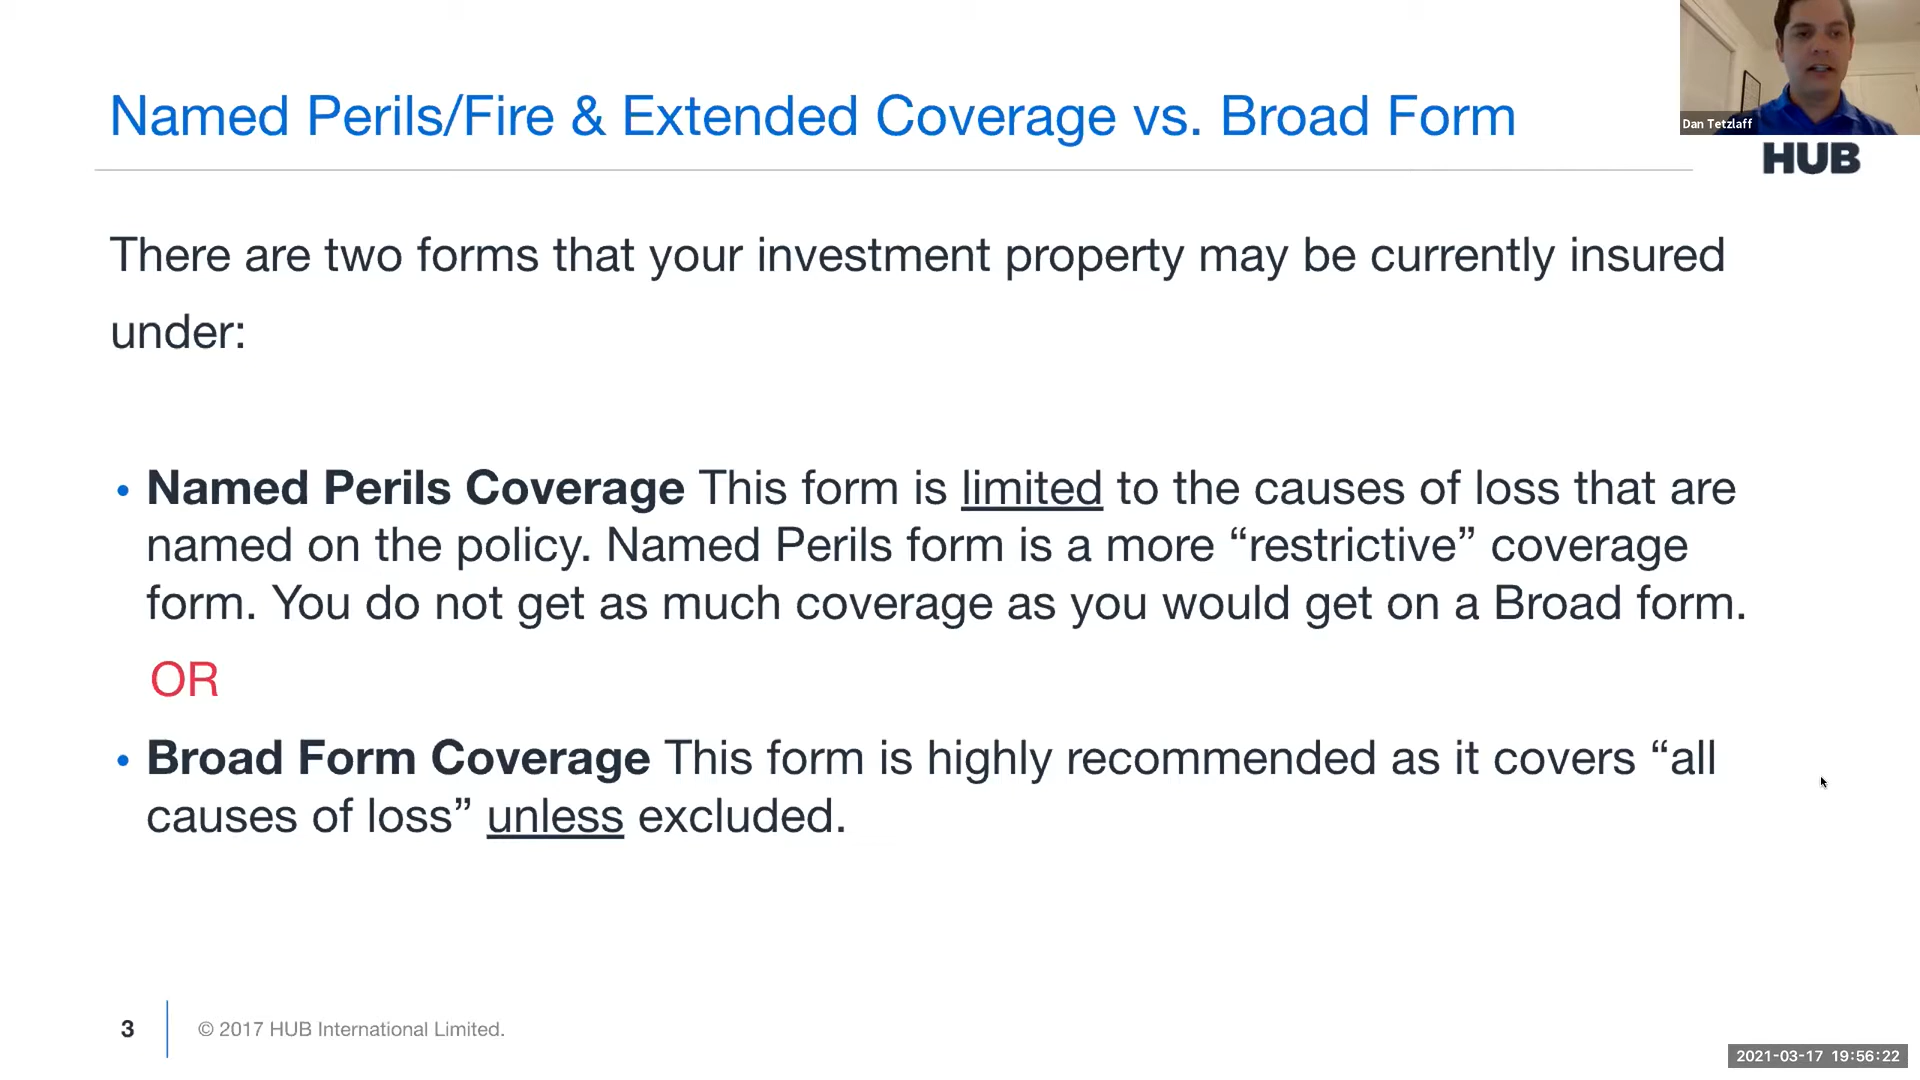 Named Perils/Fire & Extended Coverage vs. Broad Form
Dan Tetzlaff
HUB
There are two forms that your investment property may be currently insured
under:
• Named Perils Coverage This form is limited to the causes of loss that are
named on the policy. Named Perils form is a more “restrictive” coverage
form. You do not get as much coverage as you would get on a Broad form.
OR
• Broad Form Coverage This form is highly recommended as it covers “all
causes of loss” unless excluded.
3
© 2017 HUB International Limited.
2021-03-17 19:56:22